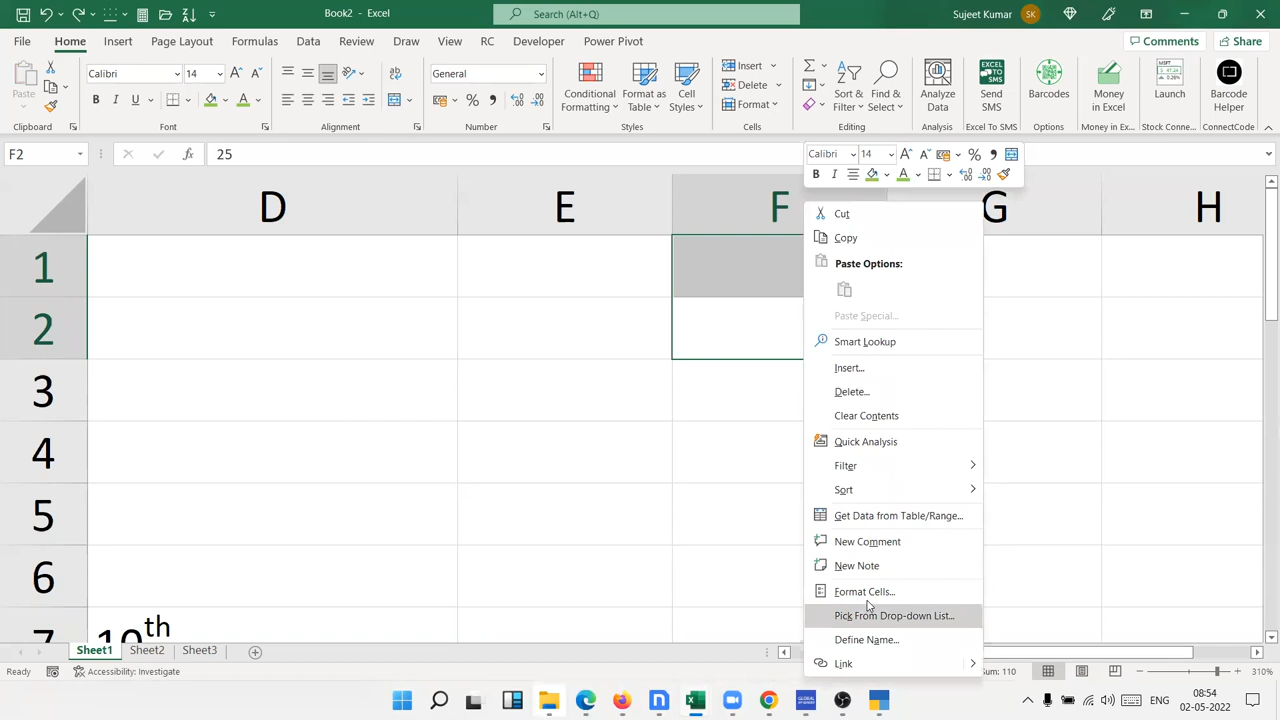 Book2 - Excel
Search (Alt+Q)
Sujeet Kumar
SK
File
Home
Insert
Page Layout
Formulas
Data
Review
Draw
View
RC
Developer
Help
Power Pivot
Comments
Share
Paste
Clipboard
Calibri
14
B I U
Font
Alignment
General
Number
Conditional Formatting
Format as Table
Cell Styles
Styles
Insert
Delete
Format
Cells
Sort & Filter
Find & Select
Editing
Analyze Data
Analysis
Send SMS
Excel To SMS
Barcodes
Options
Money in Excel
Money in Ex...
Launch
Stock Conne...
Barcode Helper
ConnectCode
F2
fx
25
Calibri
14
B I
D E F G H
1
2
3
4
5
6
7 10th
Cut
Copy
Paste Options:
Paste Special...
Smart Lookup
Insert...
Delete...
Clear Contents
Quick Analysis
Filter
Sort
Get Data from Table/Range...
New Comment
New Note
Format Cells...
Pick From Drop-down List...
Define Name...
Link
Sheet1
Sheet2
Sheet3
Ready
Accessibility: Investigate
Sum: 110
310%
ENG
08:54
02-05-2022